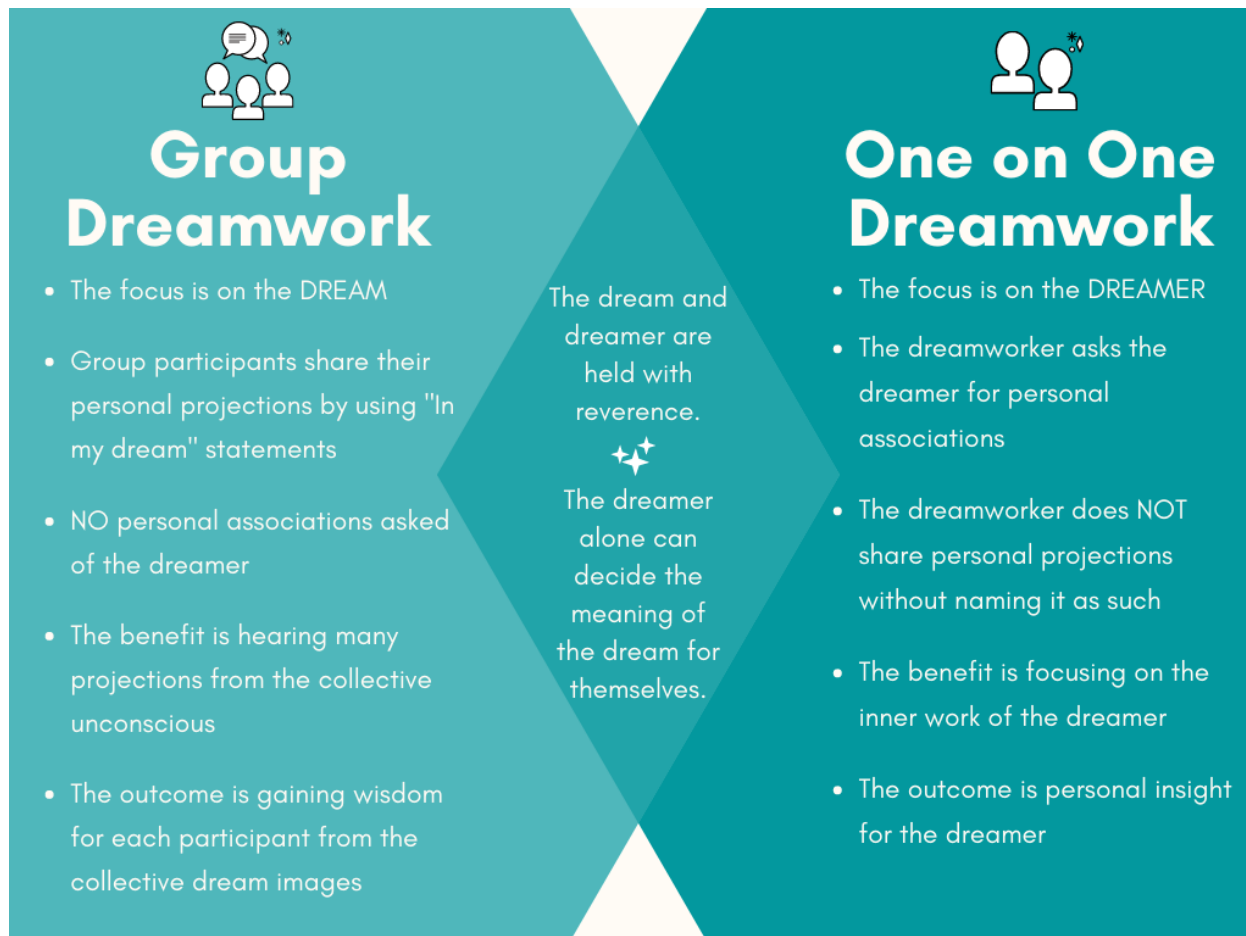 Group
Dreamwork
• The focus is on the DREAM
• Group participants share their
personal projections by using "In
my dream" statements
• NO personal associations asked
of the dreamer
• The benefit is hearing many
projections from the collective
unconscious
• The outcome is gaining wisdom
for each participant from the
collective dream images
The dream and
dreamer are
held with
reverence.
The dreamer
alone can
decide the
meaning of
the dream for
themselves.
One on One
Dreamwork
• The focus is on the DREAMER
• The dreamworker asks the
dreamer for personal
associations
• The dreamworker does NOT
share personal projections
without naming it as such
• The benefit is focusing on the
inner work of the dreamer
• The outcome is personal insight
for the dreamer